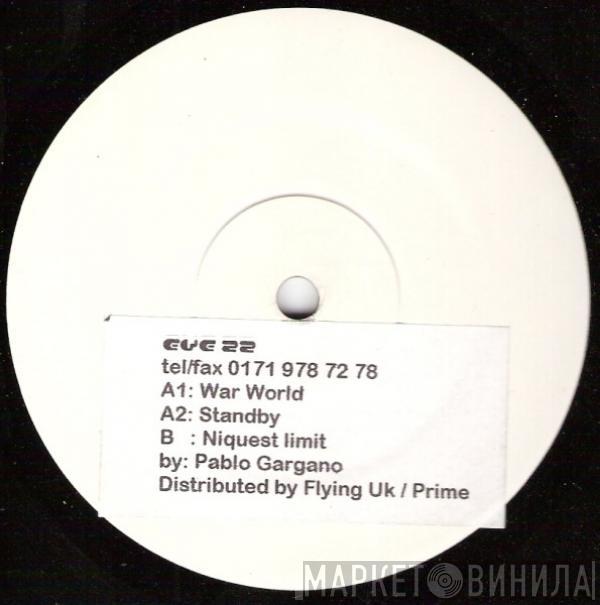 EVE 22
tel/fax 0171 978 72 78
A1: War World
A2: Standby
B : Niquest limit
by: Pablo Gargano
Distributed by Flying Uk / Prime
МАРКЕТ ВИНИЛА